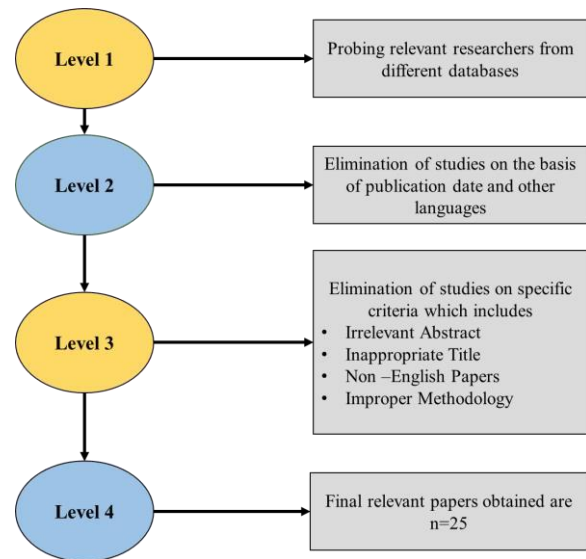 Level 1
Probing relevant researchers from
different databases
Level 2
Elimination of studies on the basis
of publication date and other
languages
Level 3
Elimination of studies on specific
criteria which includes
• Irrelevant Abstract
• Inappropriate Title
• Non –English Papers
• Improper Methodology
Level 4
Final relevant papers obtained are
n=25